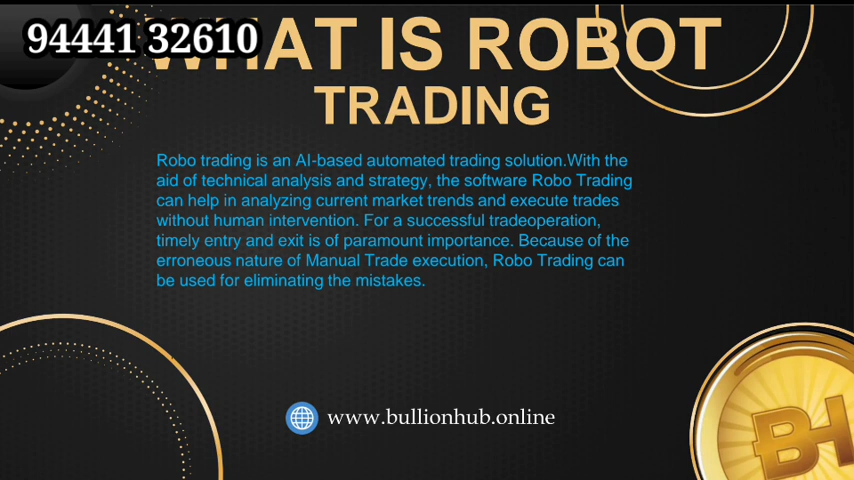 94441 32610
WHAT IS ROBOT
TRADING
Robo trading is an AI-based automated trading solution.With the
aid of technical analysis and strategy, the software Robo Trading
can help in analyzing current market trends and execute trades
without human intervention. For a successful tradeoperation,
timely entry and exit is of paramount importance. Because of the
erroneous nature of Manual Trade execution, Robo Trading can
be used for eliminating the mistakes.
www.bullionhub.online
BH